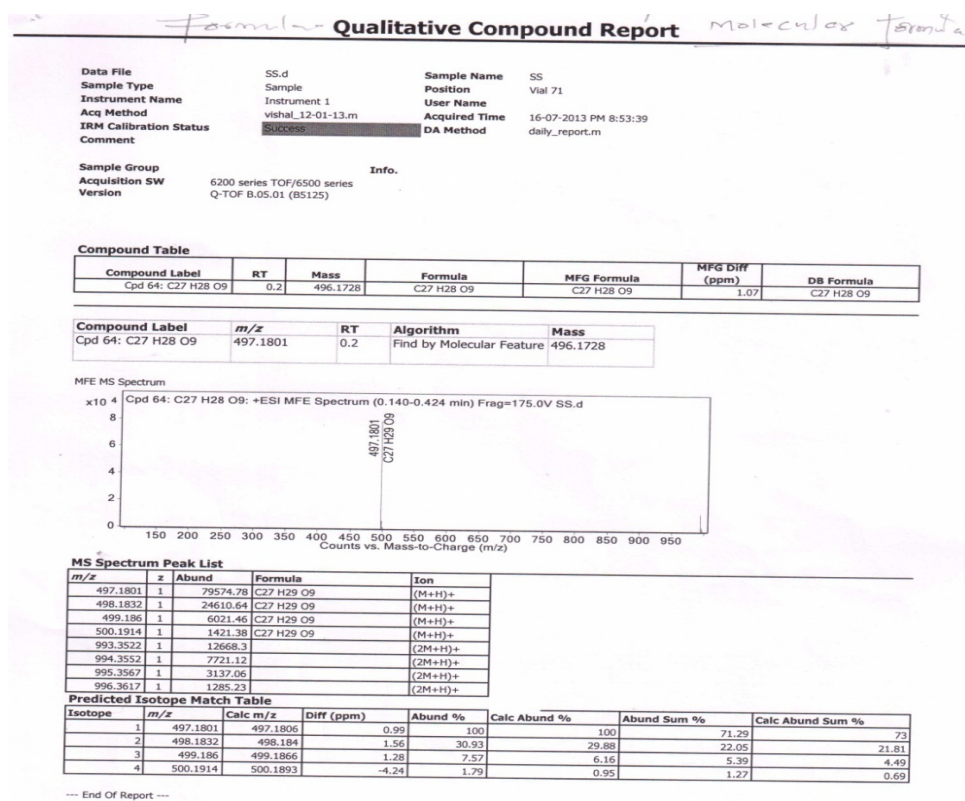 Formula - Qualitative Compound Report Molecular Formula
Data File SS.d Sample Name SS
Sample Type Sample Position Vial 71
Instrument Name Instrument 1 User Name
Acq Method vishal_12-01-13.m Acquired Time 16-07-2013 PM 8:53:39
IRM Calibration Status Success DA Method daily_report.m
Comment
Sample Group Info.
Acquisition SW 6200 series TOF/6500 series
Version Q-TOF B.05.01 (B5125)
Compound Table
Compound Label RT Mass Formula MFG Formula MFG Diff (ppm) DB Formula
Cpd 64: C27 H28 O9 0.2 496.1728 C27 H28 O9 C27 H28 O9 1.07 C27 H28 O9
Compound Label m/z RT Algorithm Mass
Cpd 64: C27 H28 O9 497.1801 0.2 Find by Molecular Feature 496.1728
MFE MS Spectrum
x10 4 Cpd 64: C27 H28 O9: +ESI MFE Spectrum (0.140-0.424 min) Frag=175.0V SS.d
8
6
4
2
0
497.1801
C27 H29 O9
150 200 250 300 350 400 450 500 550 600 650 700 750 800 850 900 950
Counts vs. Mass-to-Charge (m/z)
MS Spectrum Peak List
m/z z Abund Formula Ion
497.1801 1 79574.78 C27 H29 O9 (M+H)+
498.1832 1 24610.64 C27 H29 O9 (M+H)+
499.186 1 6021.46 C27 H29 O9 (M+H)+
500.1914 1 1421.38 C27 H29 O9 (M+H)+
993.3522 1 12668.3 (2M+H)+
994.3552 1 7721.12 (2M+H)+
995.3567 1 3137.06 (2M+H)+
996.3617 1 1285.23 (2M+H)+
Predicted Isotope Match Table
Isotope m/z Calc m/z Diff (ppm) Abund % Calc Abund % Abund Sum % Calc Abund Sum %
1 497.1801 497.1806 0.99 100 100 71.29 73
2 498.1832 498.184 1.56 30.93 29.88 22.05 21.81
3 499.186 499.1866 1.28 7.57 6.16 5.39 4.49
4 500.1914 500.1893 -4.24 1.79 0.95 1.27 0.69
--- End Of Report ---